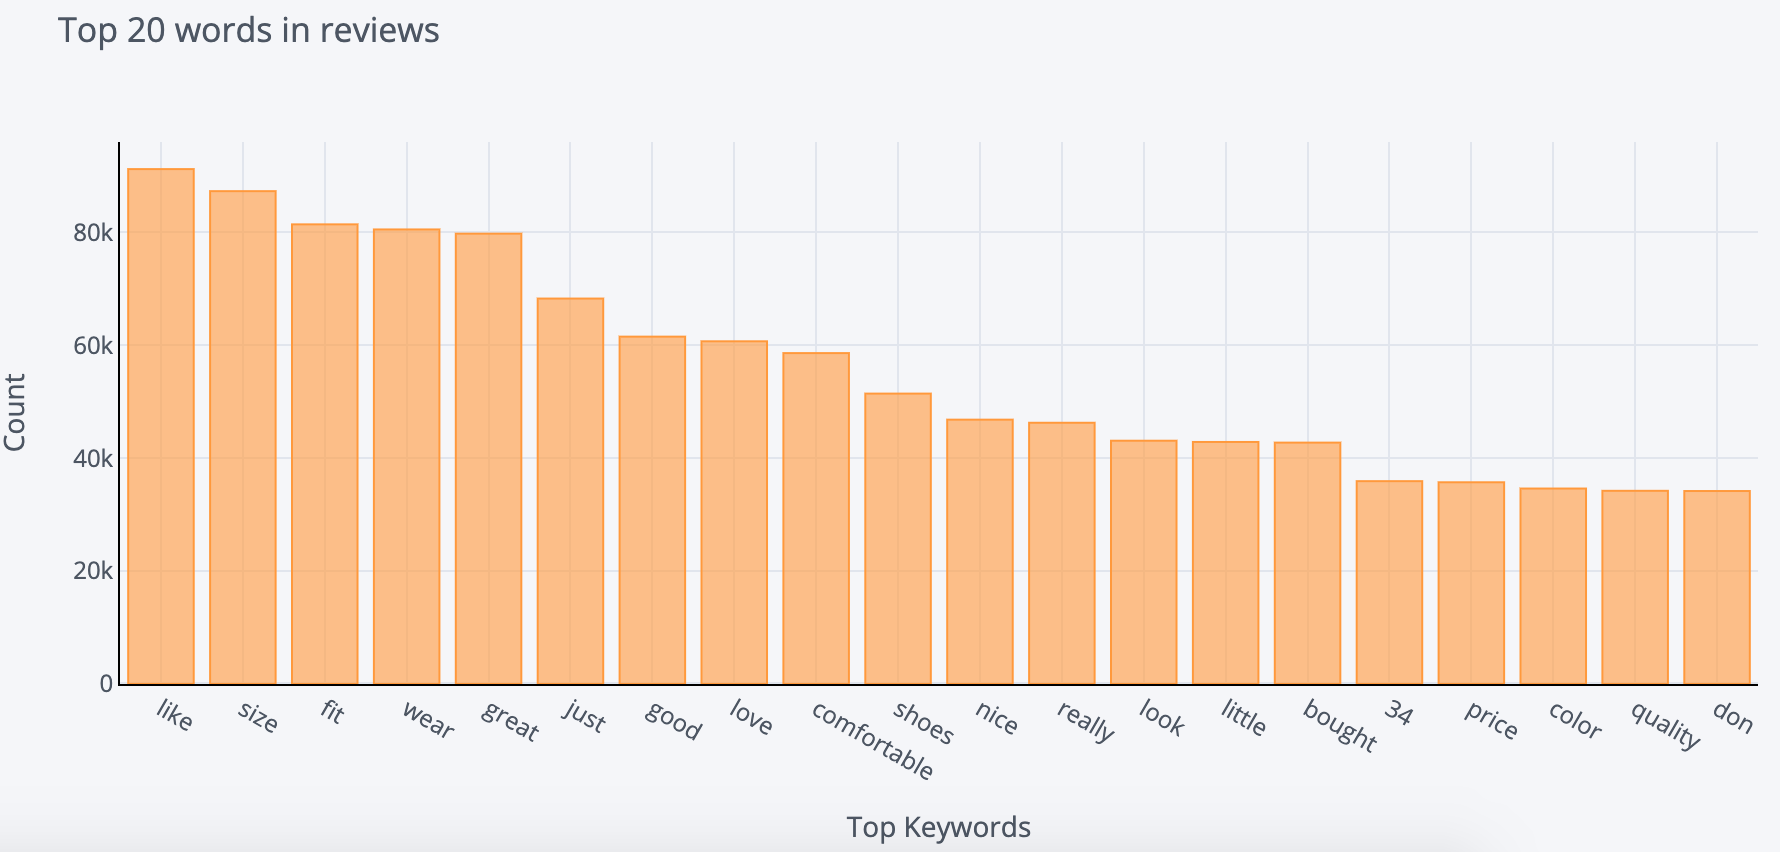 Top 20 words in reviews
80k
60k
40k
20k
0
Count
like size fit wear great just good love comfortable shoes nice really look little bought 34 price color quality don
Top Keywords